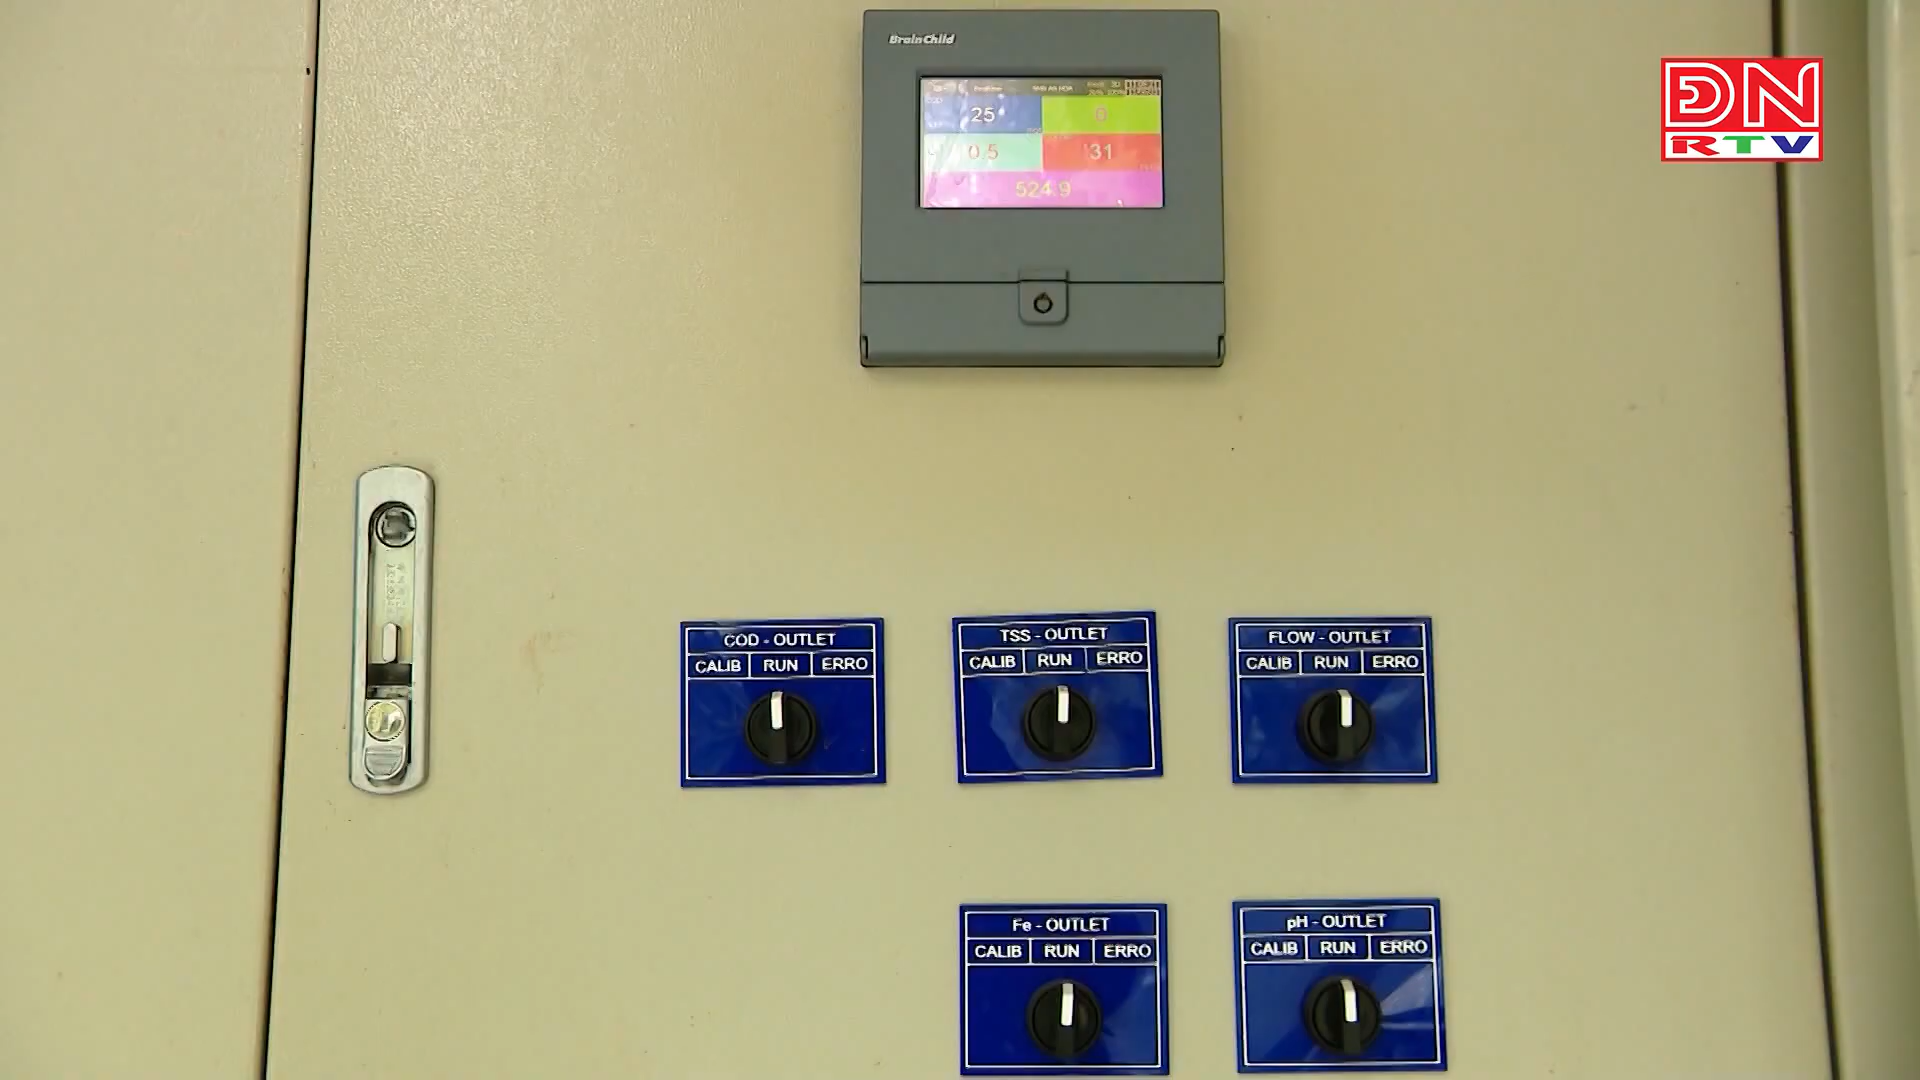 BrainChild
25
0
0.5
31
524.9
ĐN
RTV
COD - OUTLET
CALIB RUN ERRO
TSS - OUTLET
CALIB RUN ERRO
FLOW - OUTLET
CALIB RUN ERRO
Fe - OUTLET
CALIB RUN ERRO
pH - OUTLET
CALIB RUN ERRO